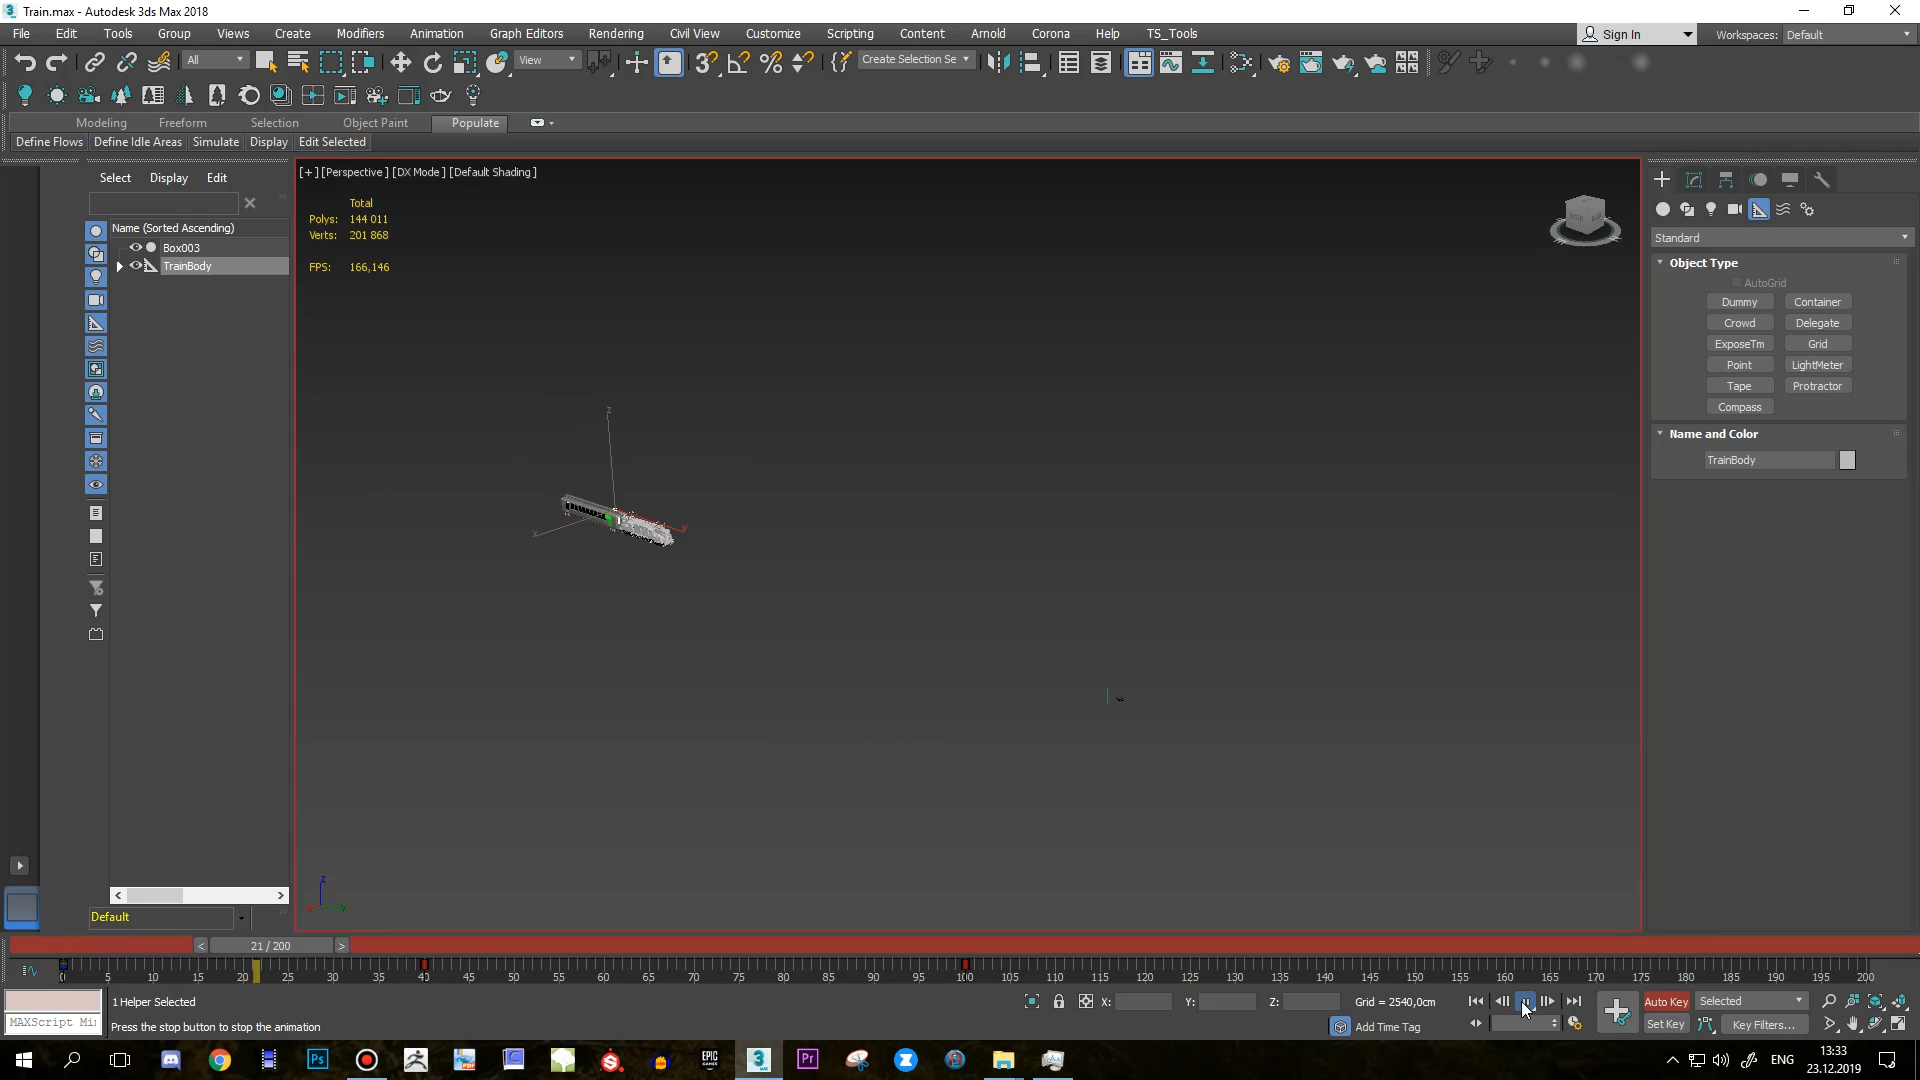 Train.max - Autodesk 3ds Max 2018
File Edit Tools Group Views Create Modifiers Animation Graph Editors Rendering Civil View Customize Scripting Content Arnold Corona Help TS_Tools
Sign In Workspaces: Default
All View Create Selection Se
Modeling Freeform Selection Object Paint Populate
Define Flows Define Idle Areas Simulate Display Edit Selected
Select Display Edit
[+] [Perspective] [DX Mode] [Default Shading]
Name (Sorted Ascending)
Box003
TrainBody
Total
Polys: 144 011
Verts: 201 868
FPS: 166,146
Standard
Object Type
AutoGrid
Dummy Container
Crowd Delegate
ExposeTm Grid
Point LightMeter
Tape Protractor
Compass
Name and Color
TrainBody
z
x y
z
Default
21 / 200
0 5 10 15 20 25 30 35 40 45 50 55 60 65 70 75 80 85 90 95 100 105 110 115 120 125 130 135 140 145 150 155 160 165 170 175 180 185 190 195 200
1 Helper Selected X: Y: Z: Grid = 2540,0cm Auto Key Selected
MAXScript Mi
Press the stop button to stop the animation Add Time Tag Set Key Key Filters...
ENG 13:33
23.12.2019